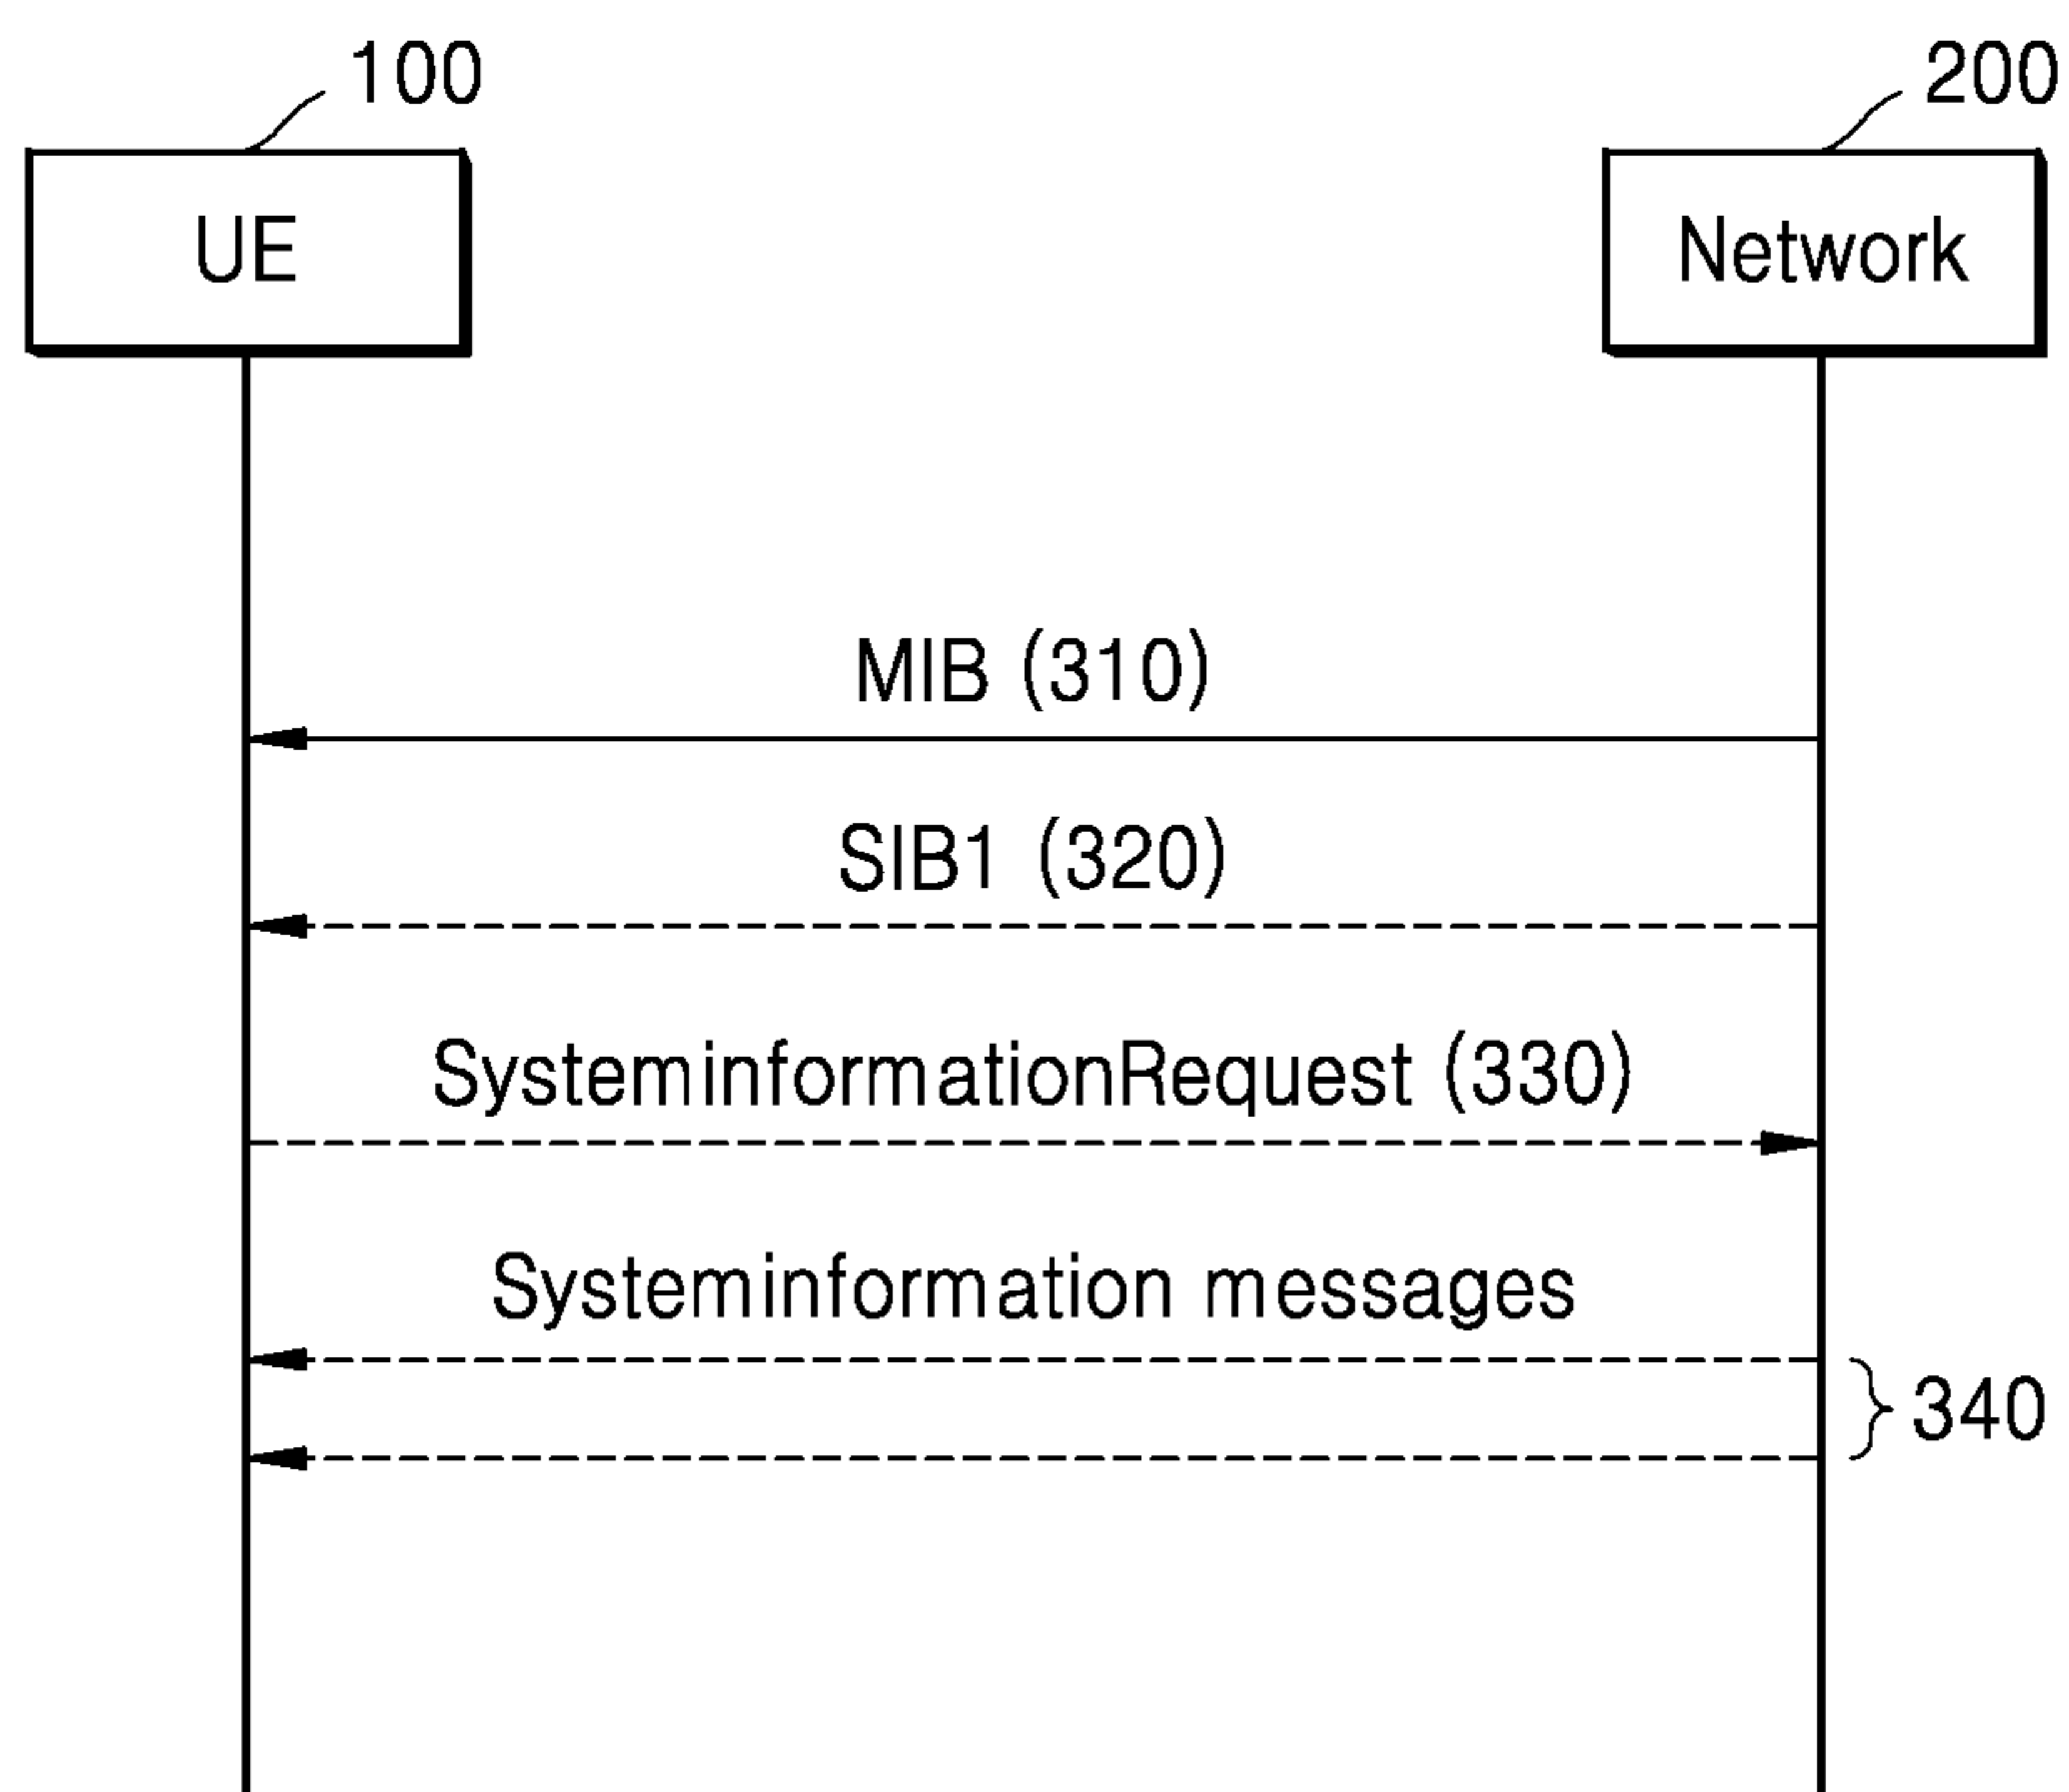 100
200
UE
Network
MIB (310)
SIB1 (320)
SysteminformationRequest (330)
Systeminformation messages
340